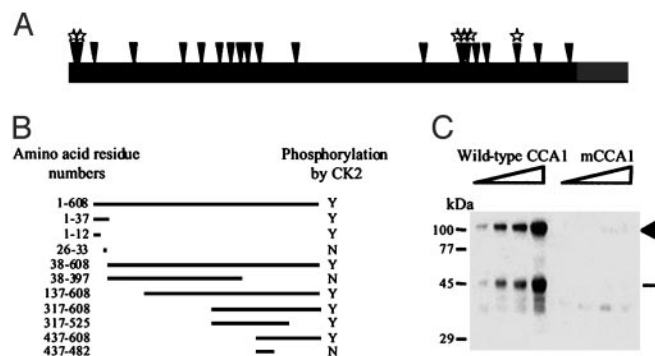 A
B
Amino acid residue
numbers
Phosphorylation
by CK2
1-608 Y
1-37 Y
1-12 Y
26-33 N
38-608 Y
38-397 N
137-608 Y
317-608 Y
317-525 Y
437-608 Y
437-482 N
C
Wild-type CCA1 mCCA1
kDa
100
77
45
29